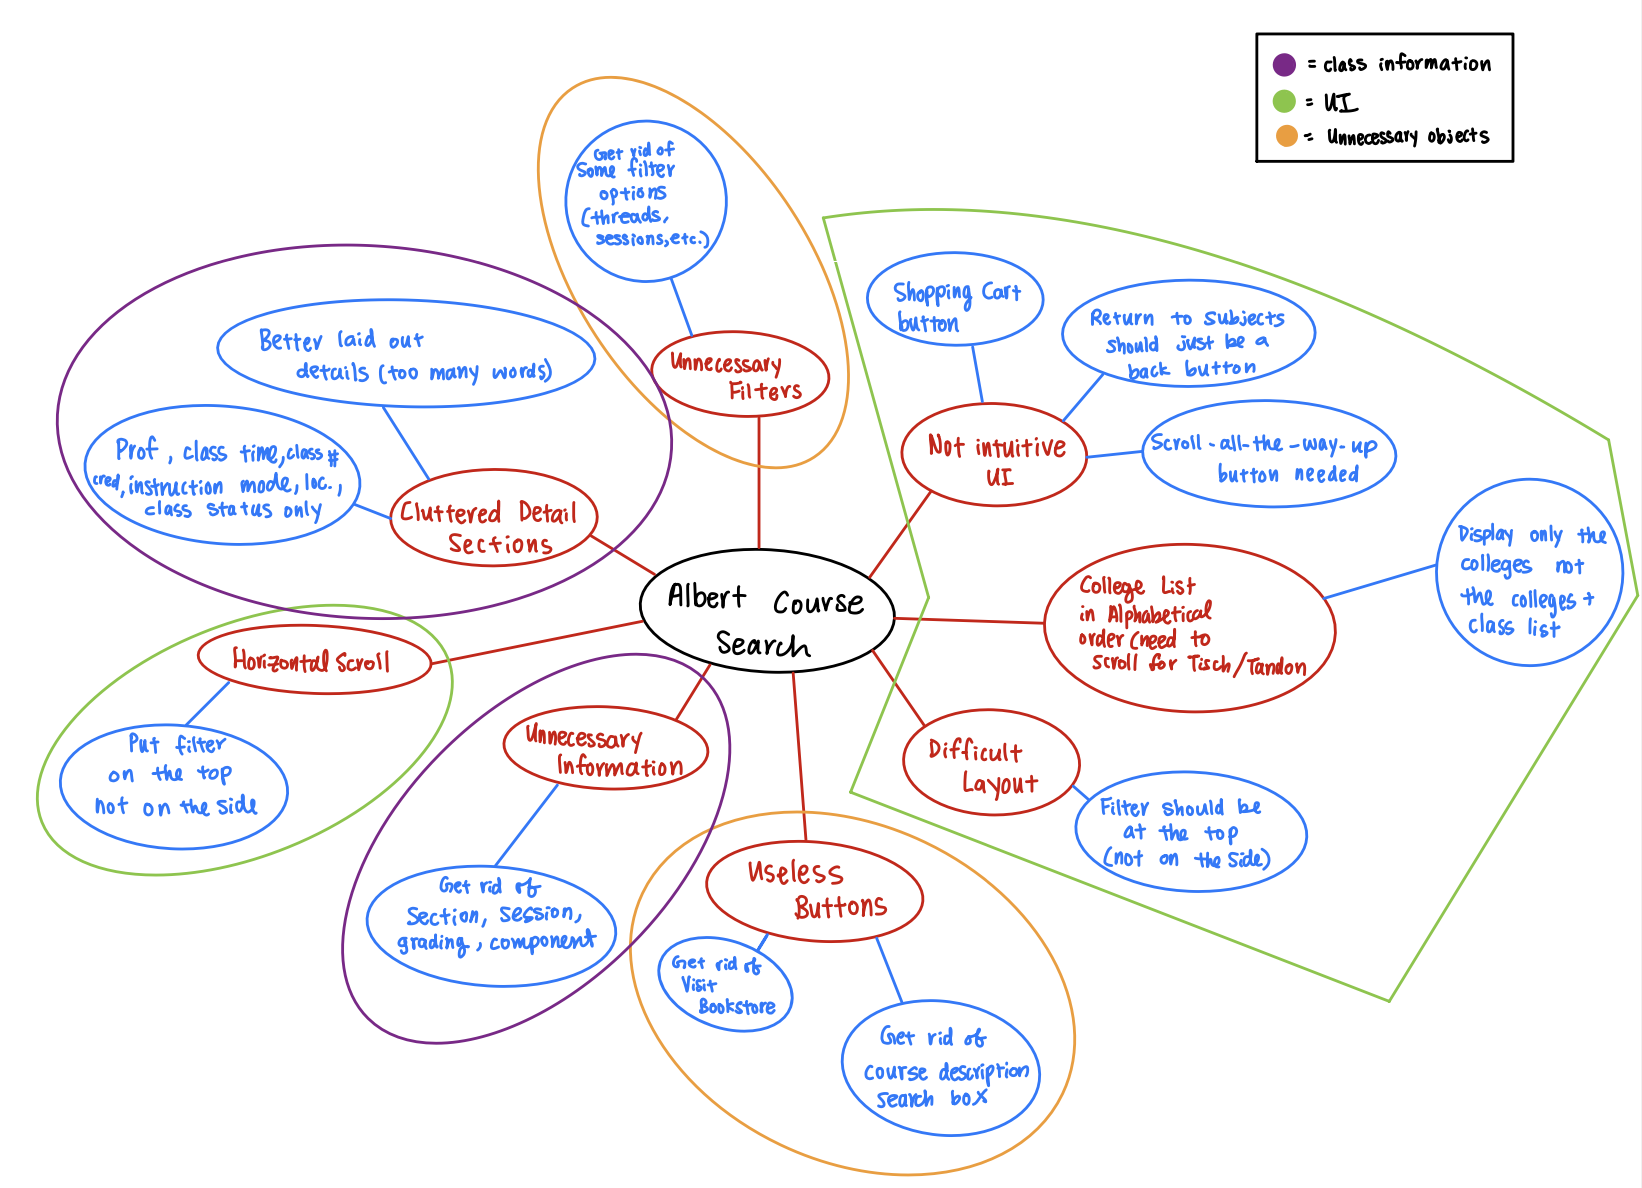 = class information
= UI
= Unnecessary objects
Get rid of
Some filter
options
(threads,
sessions, etc.)
Unnecessary
Filters
Better laid out
details (too many words)
Prof, class time, class #
cred, instruction mode, loc.,
class status only
Cluttered Detail
Sections
Shopping Cart
button
Return to Subjects
should just be a
back button
Not intuitive
UI
Scroll-all-the-way-up
button needed
Albert Course
Search
College List
in Alphabetical
order (need to
scroll for Tisch/Tandon
Display only the
colleges not
the colleges +
class list
Horizontal Scroll
Put filter
on the top
not on the side
Unnecessary
Information
Get rid of
Section, session,
grading, component
Difficult
Layout
Filter should be
at the top
(not on the side)
Useless
Buttons
Get rid of
Visit
Bookstore
Get rid of
course description
search box